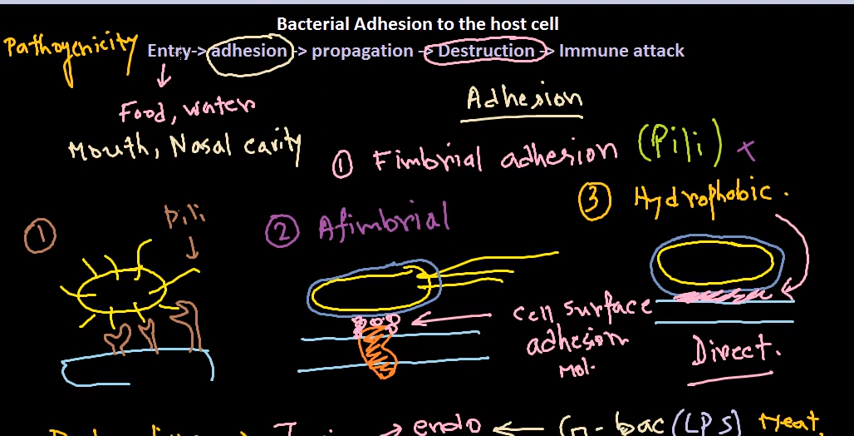 Bacterial Adhesion to the host cell
Pathogenicity Entry-> adhesion -> propagation -> Destruction -> Immune attack
Food, water
Mouth, Nasal cavity
Adhesion
① Fimbrial adhesion (Pili) x
① pili
② Afimbrial
③ Hydrophobic.
cell surface
adhesion
Mol.
Direct.
endo ← Gn- bac (LPS) Heat.